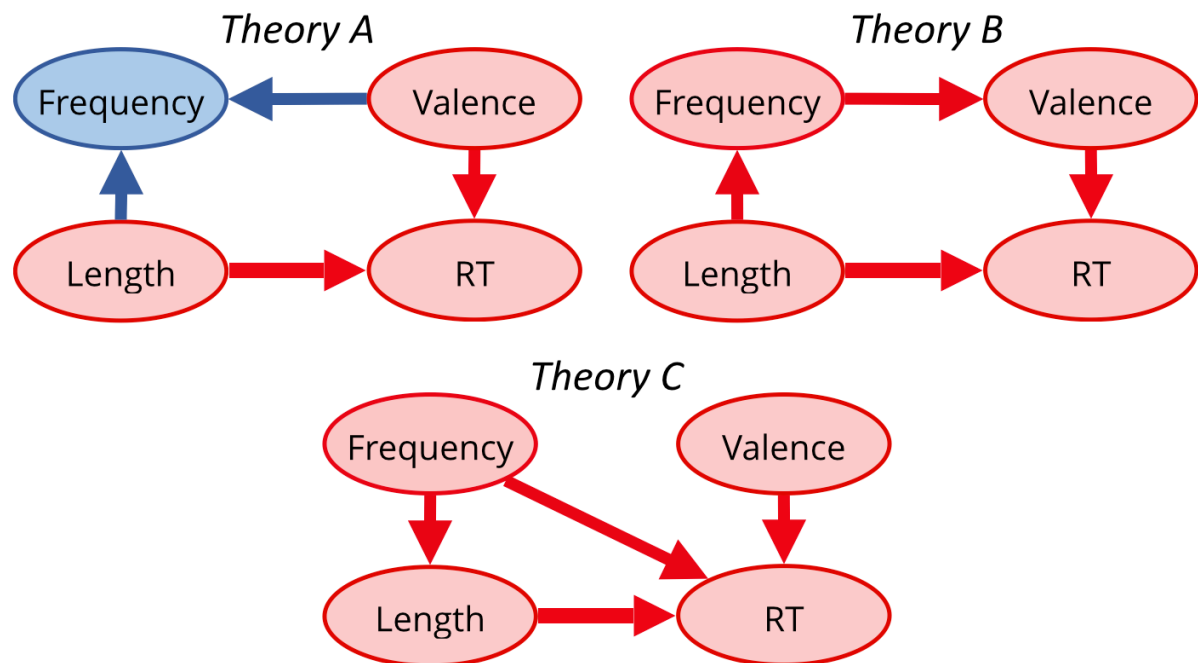 Theory A
Frequency
Valence
Length
RT
Theory B
Frequency
Valence
Length
RT
Theory C
Frequency
Valence
Length
RT